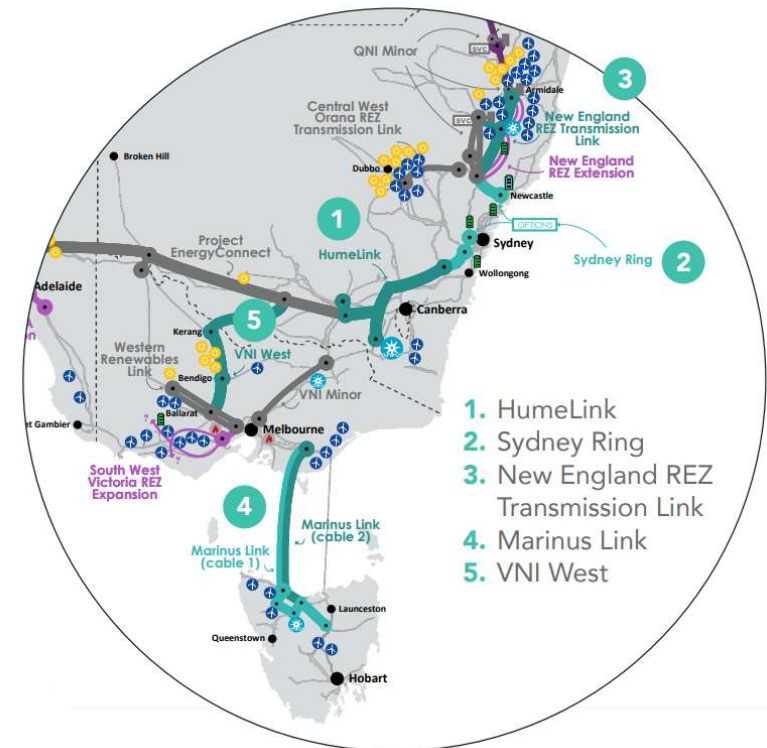 QNI Minor
SVC
3
Armidale
Central West
Orana REZ
Transmission Link
New England
REZ Transmission
Link
SVC
Broken Hill
New England
REZ Extension
Dubbo
Newcastle
1
OPTIONS
Project
EnergyConnect
HumeLink
Sydney
Sydney Ring
2
Wollongong
Adelaide
Canberra
5
Kerang
Western
Renewables
Link
VNI West
Bendigo
VNI Minor
Ballarat
nt Gambier
Melbourne
South West
Victoria REZ
Expansion
?
?
4
Marinus Link
(cable 2)
Marinus Link
(cable 1)
Launceston
Queenstown
Hobart
1. HumeLink
2. Sydney Ring
3. New England REZ
Transmission Link
4. Marinus Link
5. VNI West